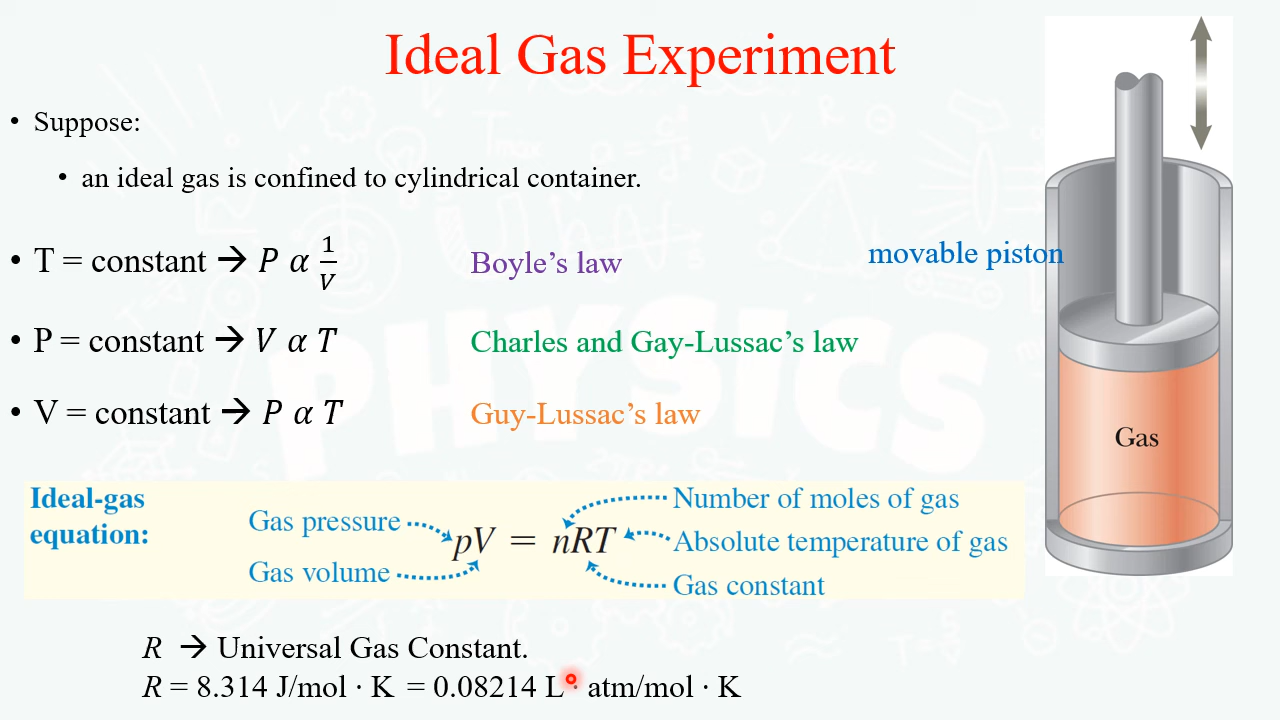 Ideal Gas Experiment
• Suppose:
• an ideal gas is confined to cylindrical container.
• T = constant → P α 1/V Boyle’s law
movable piston
• P = constant → V α T Charles and Gay-Lussac’s law
• V = constant → P α T Guy-Lussac’s law
Gas
Ideal-gas equation:
Gas pressure
Gas volume
pV = nRT
Number of moles of gas
Absolute temperature of gas
Gas constant
R → Universal Gas Constant.
R = 8.314 J/mol · K = 0.08214 L · atm/mol · K
PHYSICS